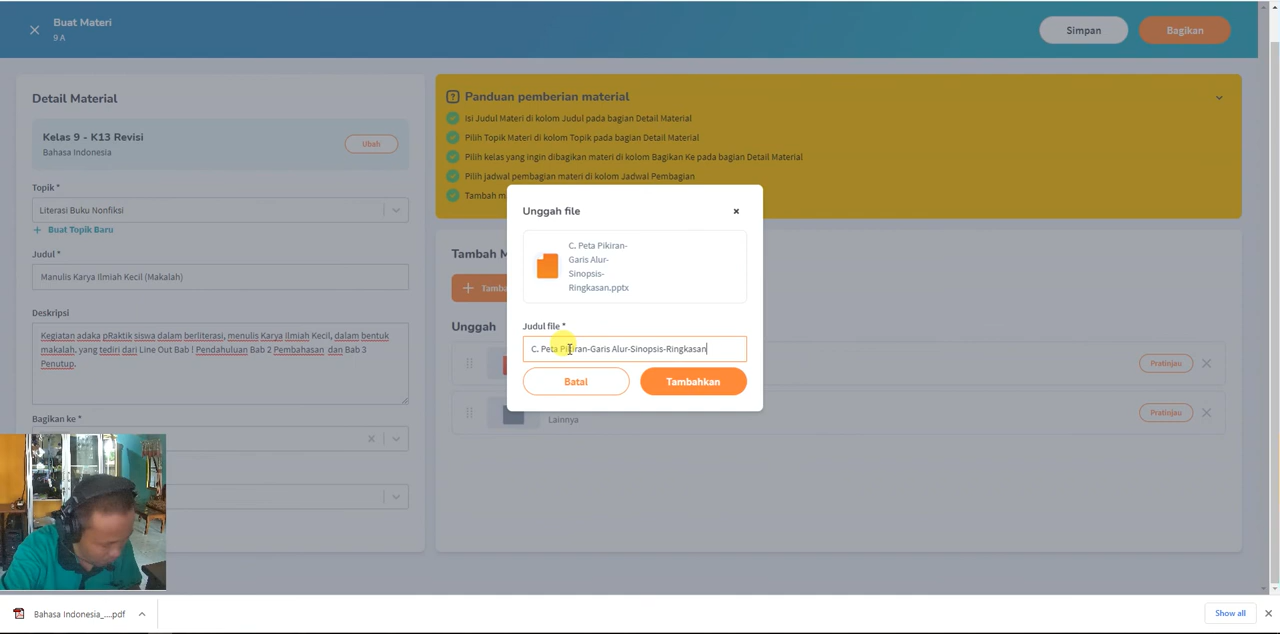 Buat Materi
9 A
Simpan
Bagikan
Detail Material
Kelas 9 - K13 Revisi
Bahasa Indonesia
Ubah
Topik *
Literasi Buku Nonfiksi
+ Buat Topik Baru
Judul *
Manulis Karya Ilmiah Kecil (Makalah)
Deskripsi
Kegiatan adaka pRaktik siswa dalam berliterasi, menulis Karya Ilmiah Kecil, dalam bentuk
makalah. yang tediri dari Line Out Bab ! Pendahuluan Bab 2 Pembahasan dan Bab 3
Penutup.
Bagikan ke *
? Panduan pemberian material
Isi Judul Materi di kolom Judul pada bagian Detail Material
Pilih Topik Materi di kolom Topik pada bagian Detail Material
Pilih kelas yang ingin dibagikan materi di kolom Bagikan Ke pada bagian Detail Material
Pilih jadwal pembagian materi di kolom Jadwal Pembagian
Tambah m
Tambah M
+ Tamba
Unggah
Pratinjau
Lainnya
Pratinjau
Unggah file
C. Peta Pikiran-
Garis Alur-
Sinopsis-
Ringkasan.pptx
Judul file *
C. Peta Pikiran-Garis Alur-Sinopsis-Ringkasan
Batal
Tambahkan
Bahasa Indonesia_....pdf
Show all